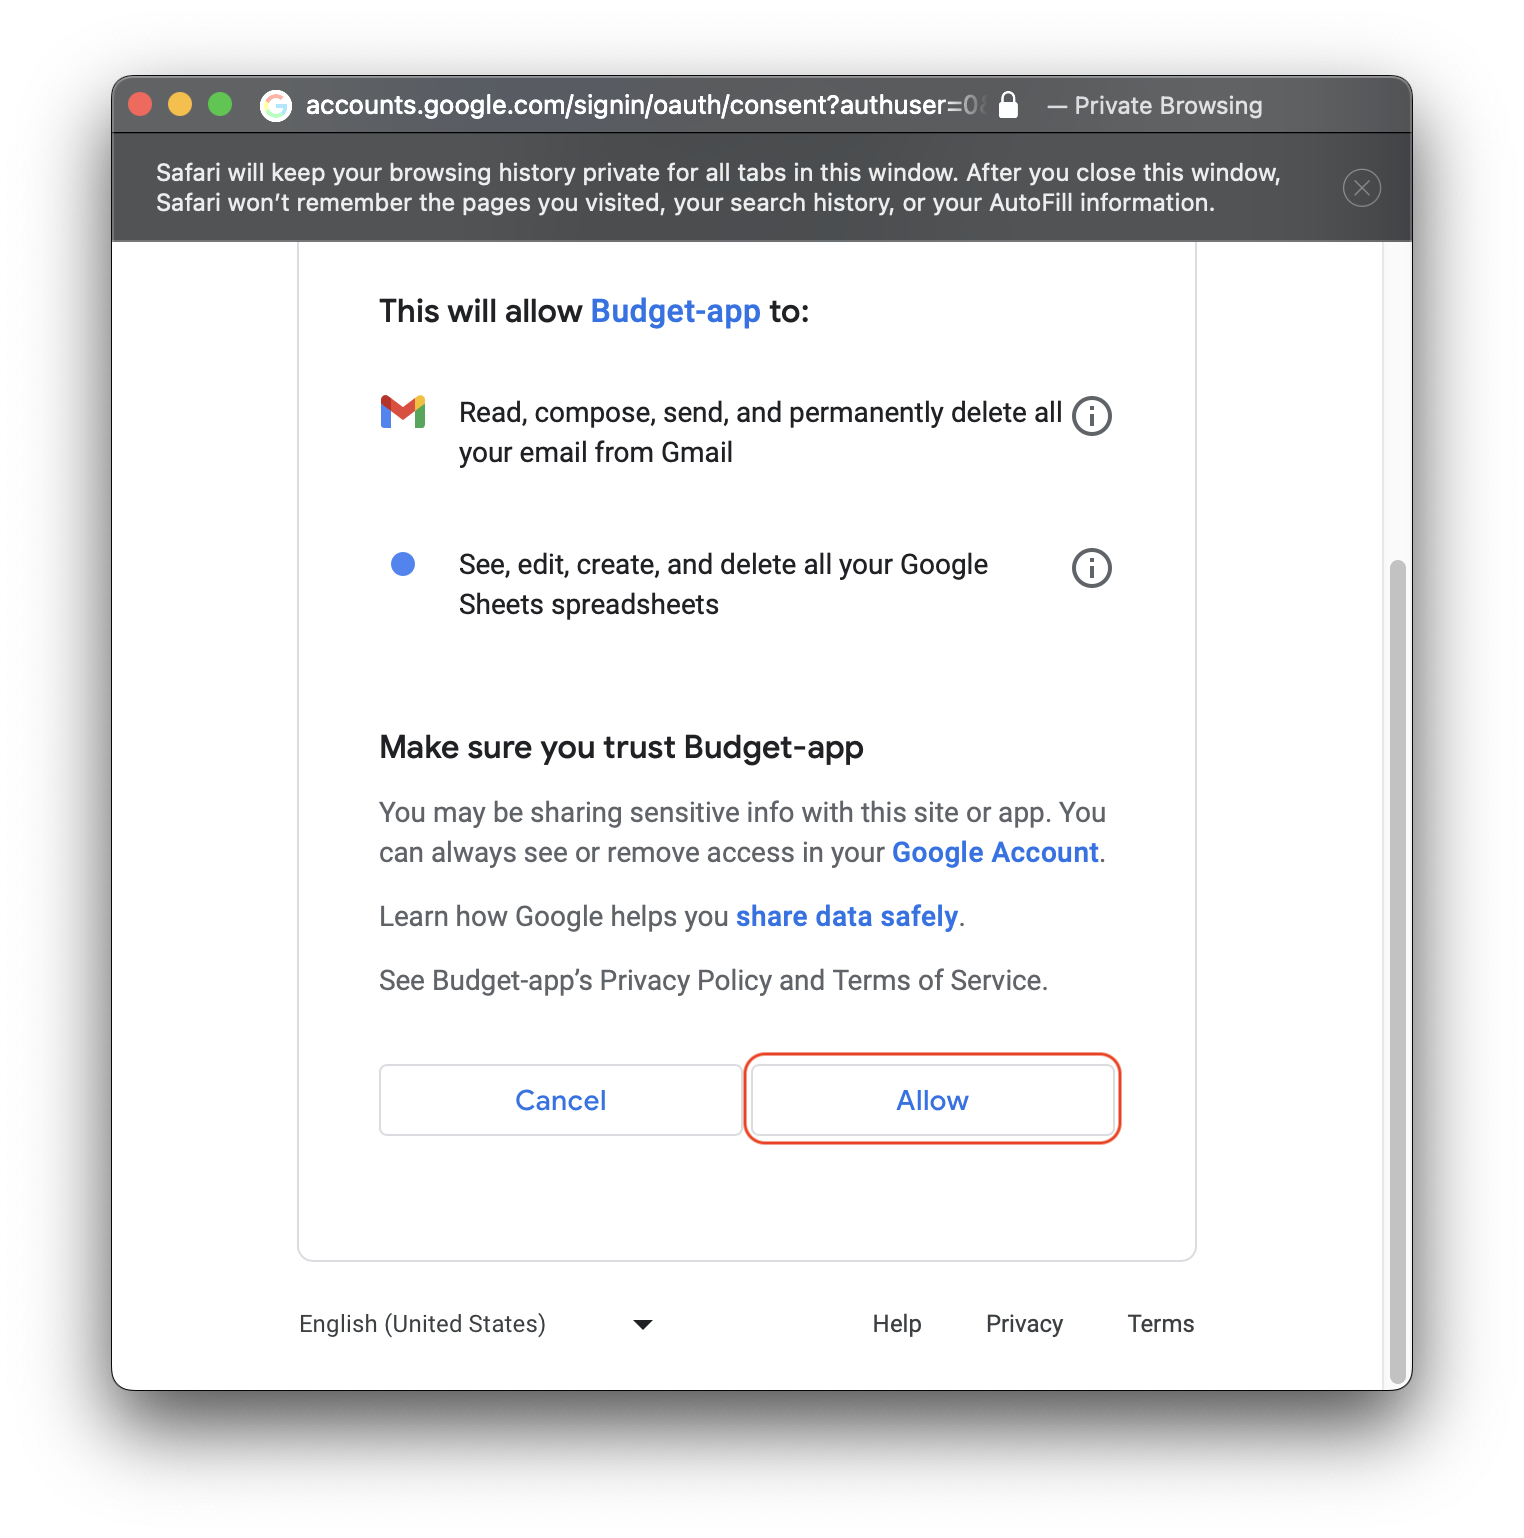 accounts.google.com/signin/oauth/consent?authuser=0 — Private Browsing
Safari will keep your browsing history private for all tabs in this window. After you close this window,
Safari won’t remember the pages you visited, your search history, or your AutoFill information.
This will allow Budget-app to:
Read, compose, send, and permanently delete all
your email from Gmail
See, edit, create, and delete all your Google
Sheets spreadsheets
Make sure you trust Budget-app
You may be sharing sensitive info with this site or app. You
can always see or remove access in your Google Account.
Learn how Google helps you share data safely.
See Budget-app’s Privacy Policy and Terms of Service.
Cancel Allow
English (United States) Help Privacy Terms